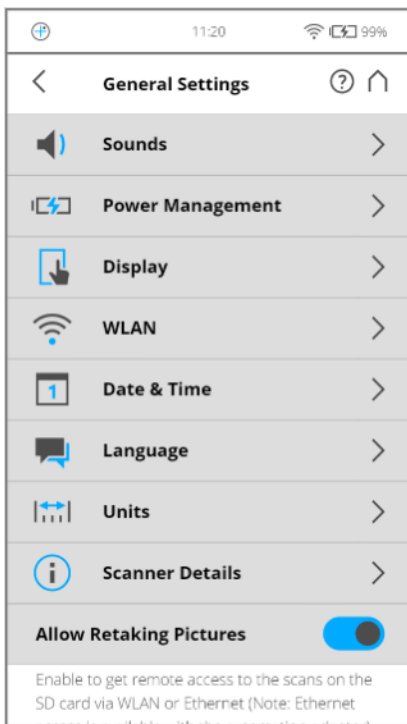 11:20
99%
General Settings
Sounds
Power Management
Display
WLAN
1
Date & Time
Language
Units
Scanner Details
Allow Retaking Pictures
Enable to get remote access to the scans on the
SD card via WLAN or Ethernet (Note: Ethernet